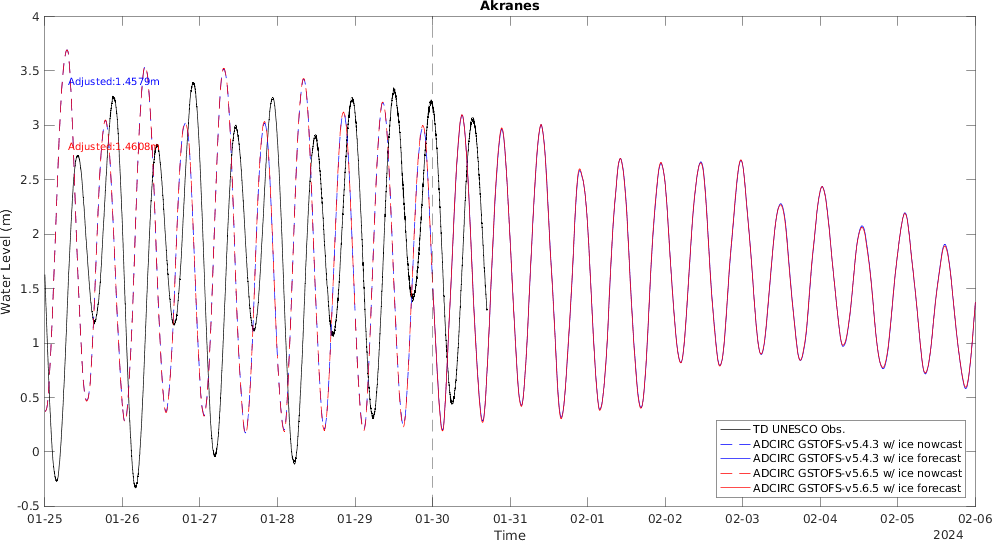 Akranes
4
3.5
3
2.5
2
1.5
1
0.5
0
-0.5
Water Level (m)
Adjusted:1.4579m
Adjusted:1.4608m
TD UNESCO Obs.
ADCIRC GSTOFS-v5.4.3 w/ ice nowcast
ADCIRC GSTOFS-v5.4.3 w/ ice forecast
ADCIRC GSTOFS-v5.6.5 w/ ice nowcast
ADCIRC GSTOFS-v5.6.5 w/ ice forecast
01-25 01-26 01-27 01-28 01-29 01-30 01-31 02-01 02-02 02-03 02-04 02-05 02-06
Time
2024